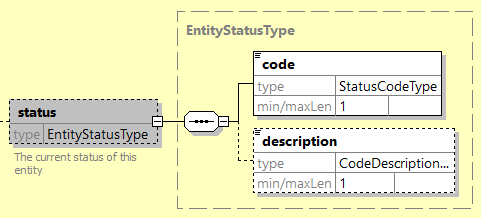 EntityStatusType
code
type StatusCodeType
min/maxLen 1
status
type EntityStatusType
The current status of this
entity
description
type CodeDescription...
min/maxLen 1